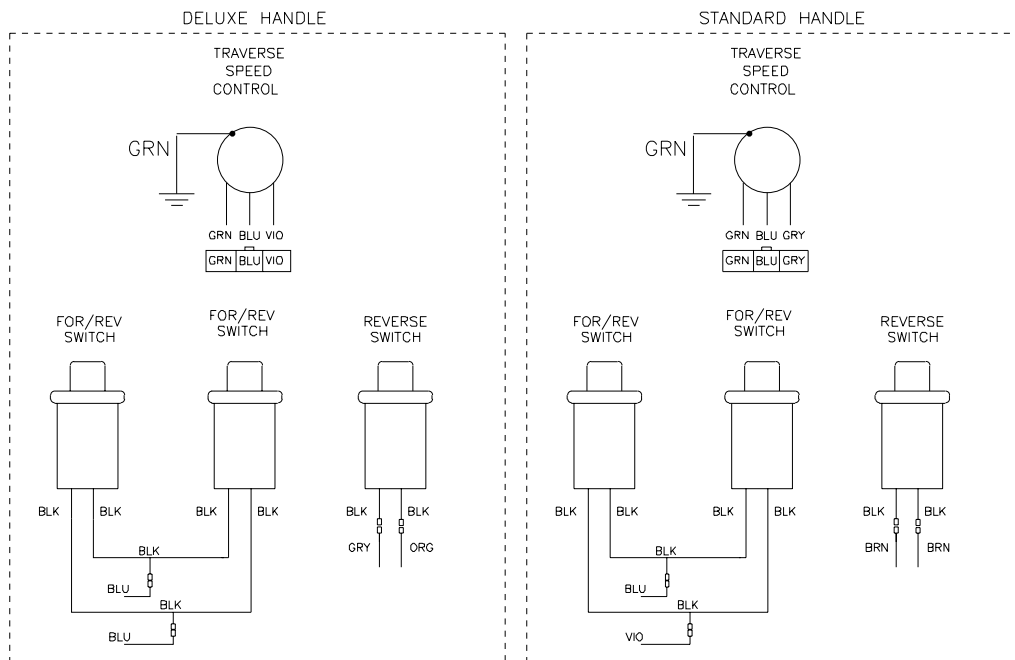 DELUXE HANDLE
TRAVERSE
SPEED
CONTROL
GRN
GRN BLU VIO
GRN BLU VIO
FOR/REV
SWITCH
FOR/REV
SWITCH
REVERSE
SWITCH
BLK BLK BLK BLK BLK BLK
GRY ORG
BLK
BLU
BLK
BLU
STANDARD HANDLE
TRAVERSE
SPEED
CONTROL
GRN
GRN BLU GRY
GRN BLU GRY
FOR/REV
SWITCH
FOR/REV
SWITCH
REVERSE
SWITCH
BLK BLK BLK BLK BLK BLK
BRN BRN
BLK
BLU
BLK
VIO